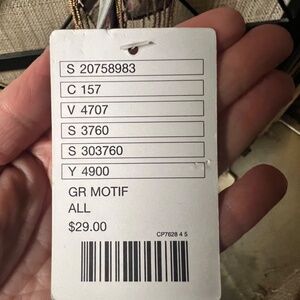 S 20758983
C 157
V 4707
S 3760
S 303760
Y 4900
GR MOTIF
ALL
$29.00
CP7628 4 5